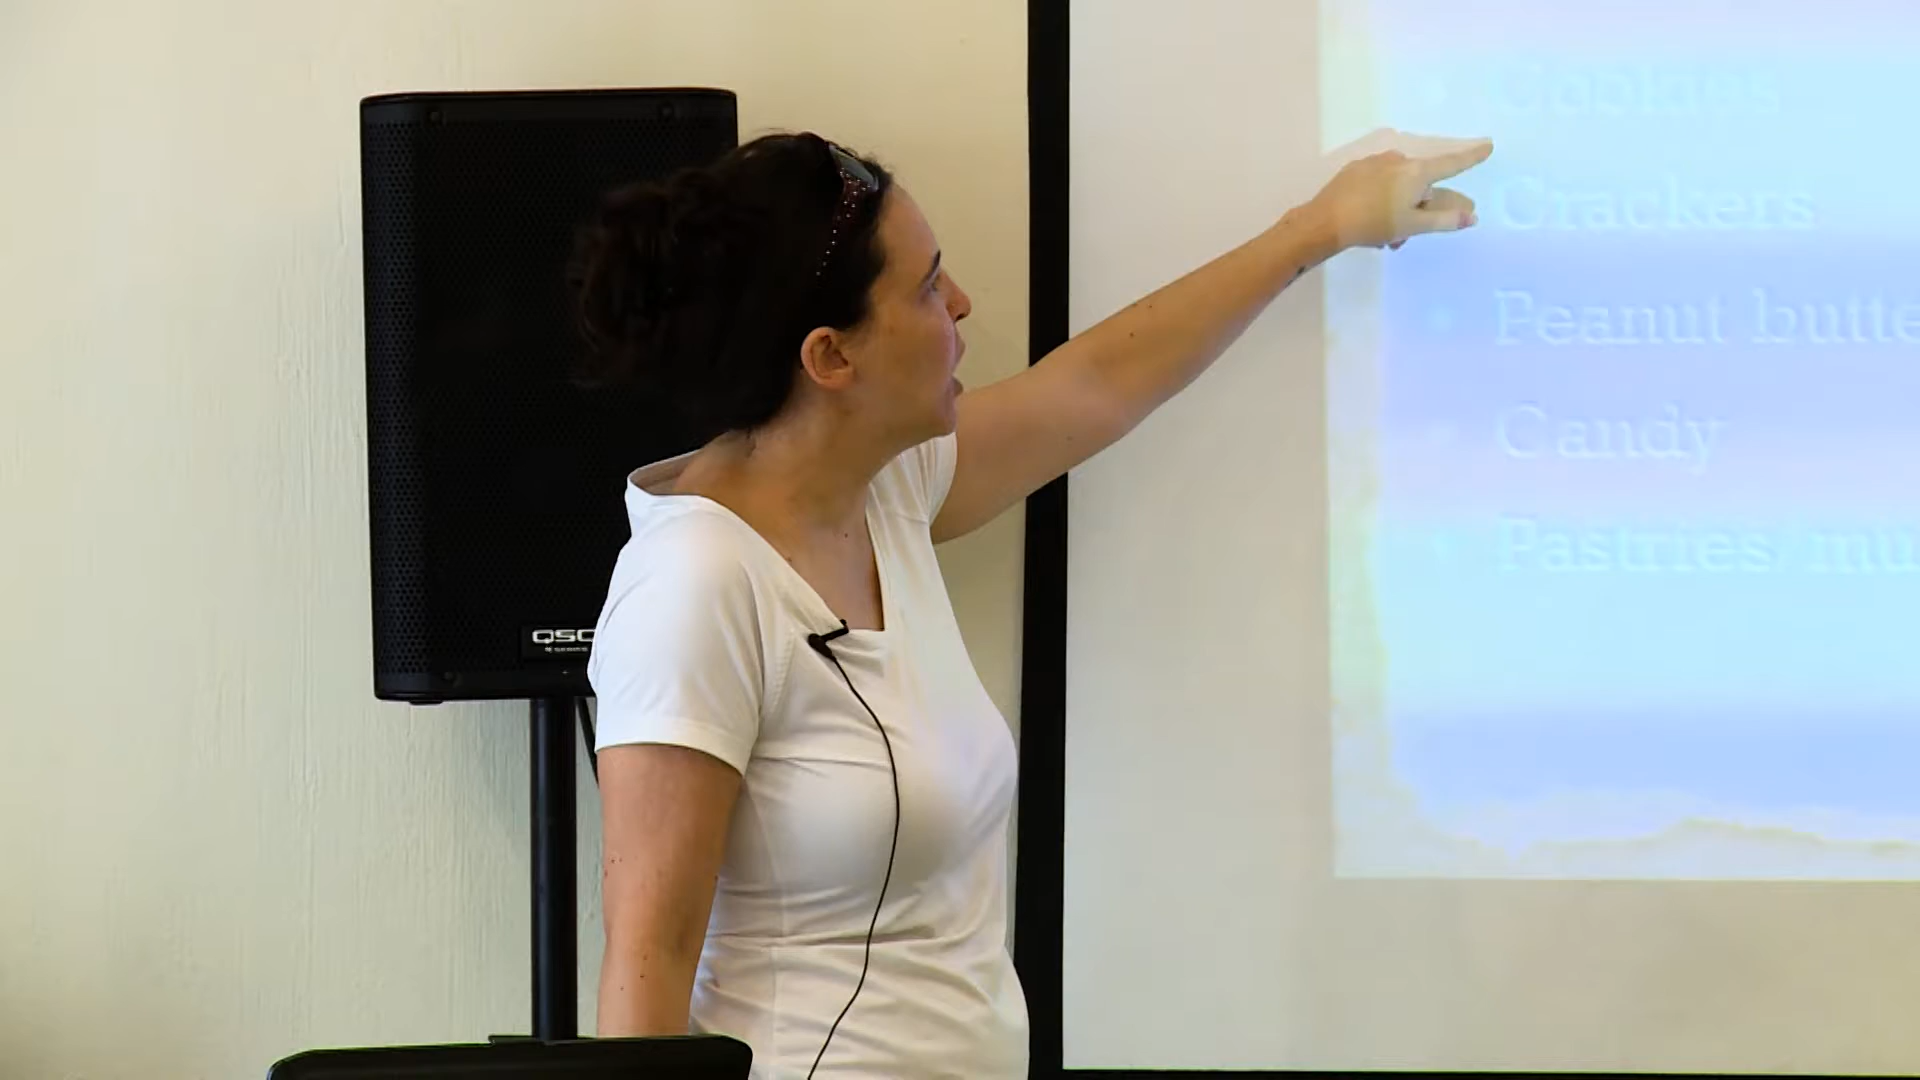 Cookies
Crackers
Peanut butte
Candy
Pastries/mu
QSC